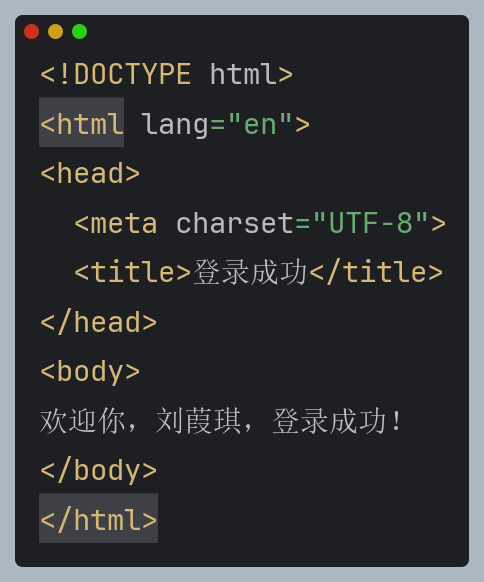 <!DOCTYPE html>
<html lang="en">
<head>
  <meta charset="UTF-8">
  <title>登录成功</title>
</head>
<body>
欢迎你，刘葭琪，登录成功！
</body>
</html>